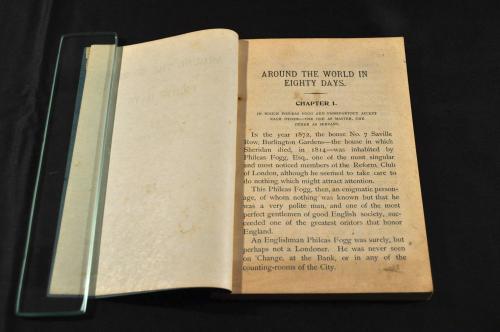 AROUND THE WORLD IN
EIGHTY DAYS.
CHAPTER I.
IN WHICH PHILEAS FOGG AND PASSEPARTOUT ACCEPT
EACH OTHER—THE ONE AS MASTER, THE
OTHER AS SERVANT.
In the year 1872, the house No. 7 Saville
Row, Burlington Gardens—the house in which
Sheridan died, in 1814—was inhabited by
Phileas Fogg, Esq., one of the most singular
and most noticed members of the Reform Club
of London, although he seemed to take care to
do nothing which might attract attention.
This Phileas Fogg, then, an enigmatic person-
age, of whom nothing was known but that he
was a very polite man, and one of the most
perfect gentlemen of good English society, suc-
ceeded one of the greatest orators that honor
England.
An Englishman Phileas Fogg was surely, but
perhaps not a Londoner. He was never seen
on 'Change, at the Bank, or in any of the
counting-rooms of the City.